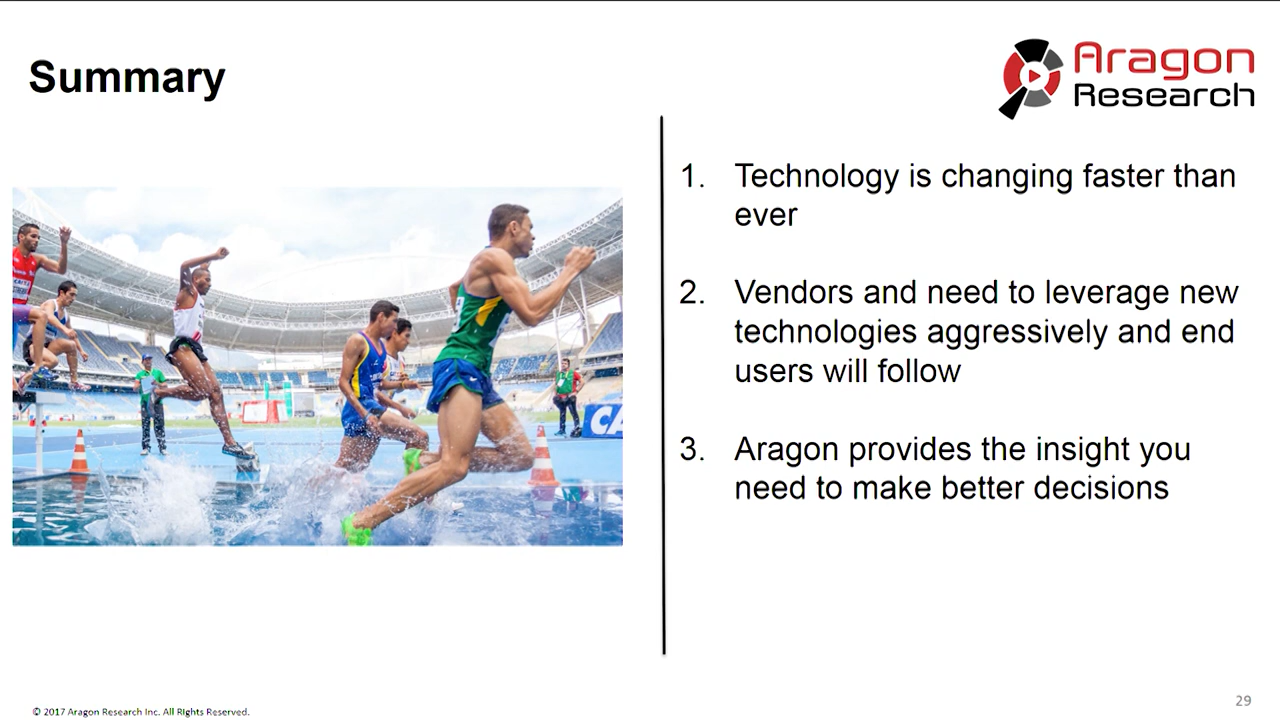 Summary
Aragon
Research
1. Technology is changing faster than
ever
2. Vendors and need to leverage new
technologies aggressively and end
users will follow
3. Aragon provides the insight you
need to make better decisions
CA
© 2017 Aragon Research Inc. All Rights Reserved.
29